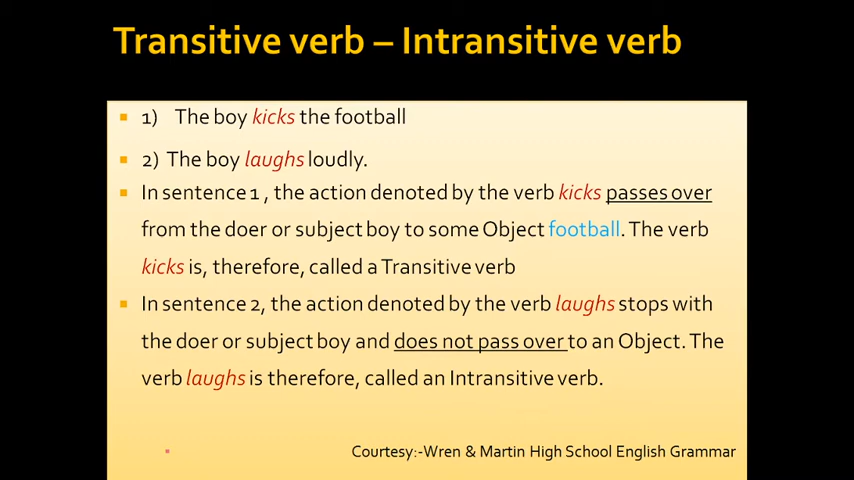 Transitive verb – Intransitive verb
1) The boy kicks the football
2) The boy laughs loudly.
In sentence 1 , the action denoted by the verb kicks passes over
from the doer or subject boy to some Object football. The verb
kicks is, therefore, called a Transitive verb
In sentence 2, the action denoted by the verb laughs stops with
the doer or subject boy and does not pass over to an Object. The
verb laughs is therefore, called an Intransitive verb.
Courtesy:-Wren & Martin High School English Grammar